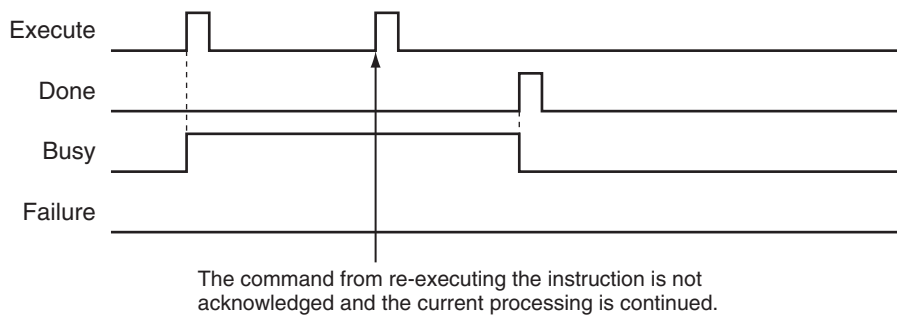 Execute
Done
Busy
Failure
The command from re-executing the instruction is not
acknowledged and the current processing is continued.